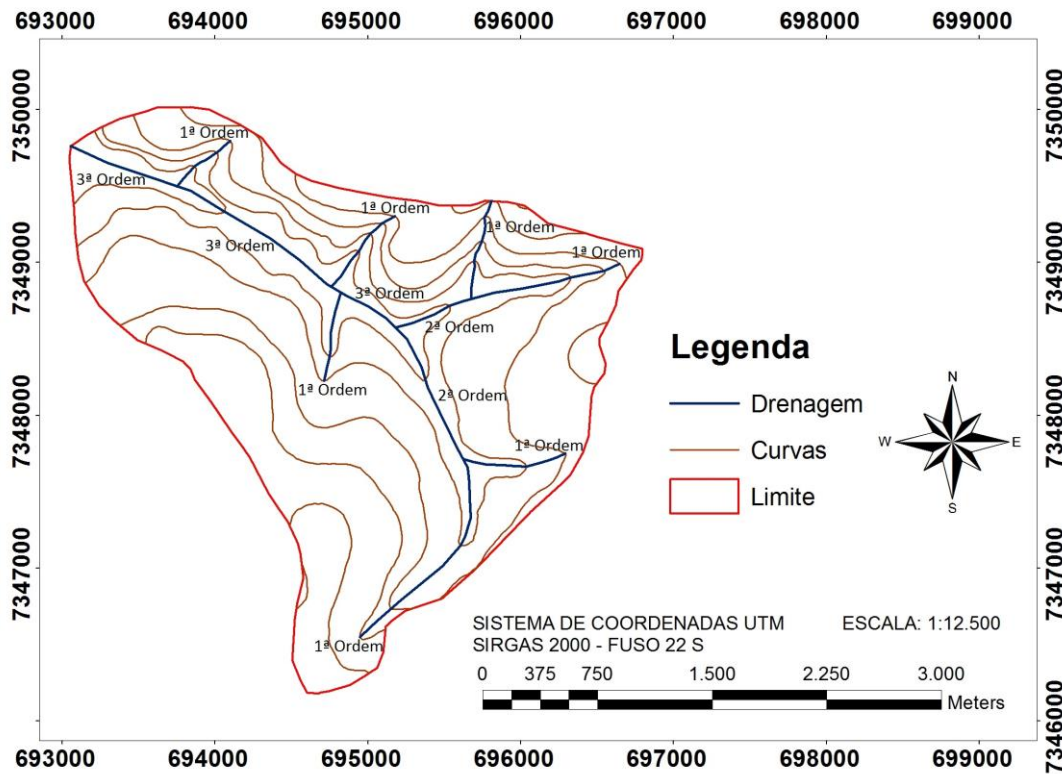 693000 694000 695000 696000 697000 698000 699000
7350000
7349000
7348000
7347000
7346000
7350000
7349000
7348000
7347000
7346000
1ª Ordem
3ª Ordem
1ª Ordem
1ª Ordem
3ª Ordem
1ª Ordem
3ª Ordem
2ª Ordem
1ª Ordem
2ª Ordem
1ª Ordem
1ª Ordem
Legenda
Drenagem
Curvas
Limite
N
W
E
S
SISTEMA DE COORDENADAS UTM ESCALA: 1:12.500
SIRGAS 2000 - FUSO 22 S
0 375 750 1.500 2.250 3.000
Meters
693000 694000 695000 696000 697000 698000 699000